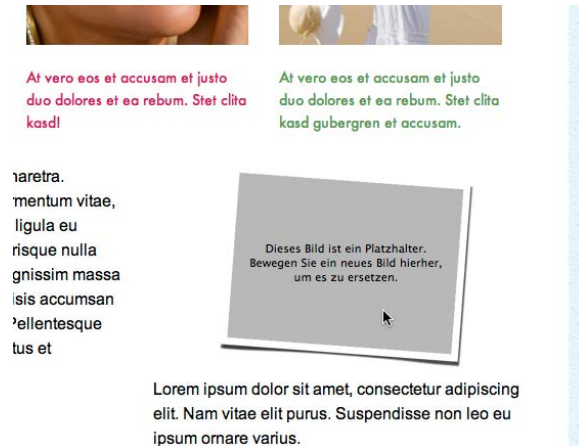 At vero eos et accusam et justo
duo dolores et ea rebum. Stet clita
kasd!
At vero eos et accusam et justo
duo dolores et ea rebum. Stet clita
kasd gubergren et accusam.
haretra.
mentum vitae,
ligula eu
risque nulla
gnissim massa
isis accumsan
Pellentesque
tus et
Dieses Bild ist ein Platzhalter.
Bewegen Sie ein neues Bild hierher,
um es zu ersetzen.
Lorem ipsum dolor sit amet, consectetur adipiscing
elit. Nam vitae elit purus. Suspendisse non leo eu
ipsum ornare varius.